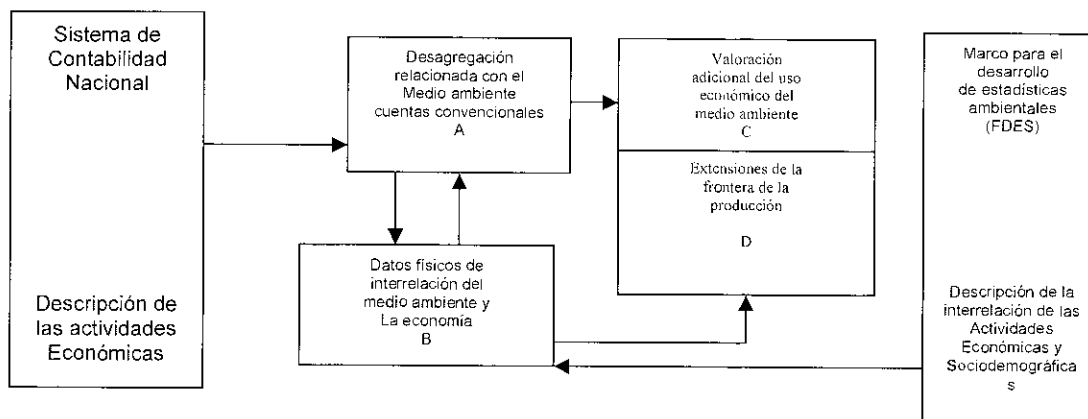 Sistema de
Contabilidad
Nacional
Descripción de
las actividades
Económicas
Desagregación
relacionada con el
Medio ambiente
cuentas convencionales
A
Datos físicos de
interrelación del
medio ambiente y
La economía
B
Valoración
adicional del uso
económico del
medio ambiente
C
Extensiones de la
frontera de la
producción
D
Marco para el
desarrollo
de estadísticas
ambientales
(FDES)
Descripción de la
interrelación de las
Actividades
Económicas y
Sociodemográfica
s